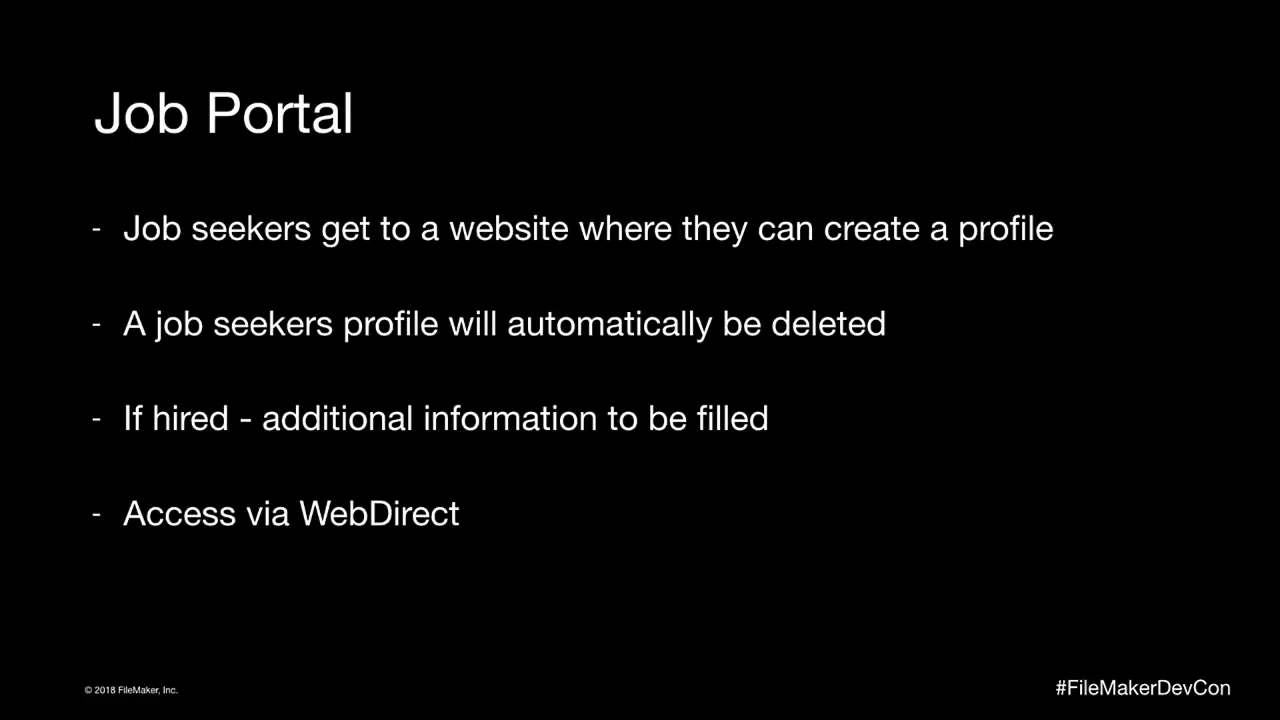 Job Portal
- Job seekers get to a website where they can create a profile
- A job seekers profile will automatically be deleted
- If hired - additional information to be filled
- Access via WebDirect
© 2018 FileMaker, Inc.
#FileMakerDevCon